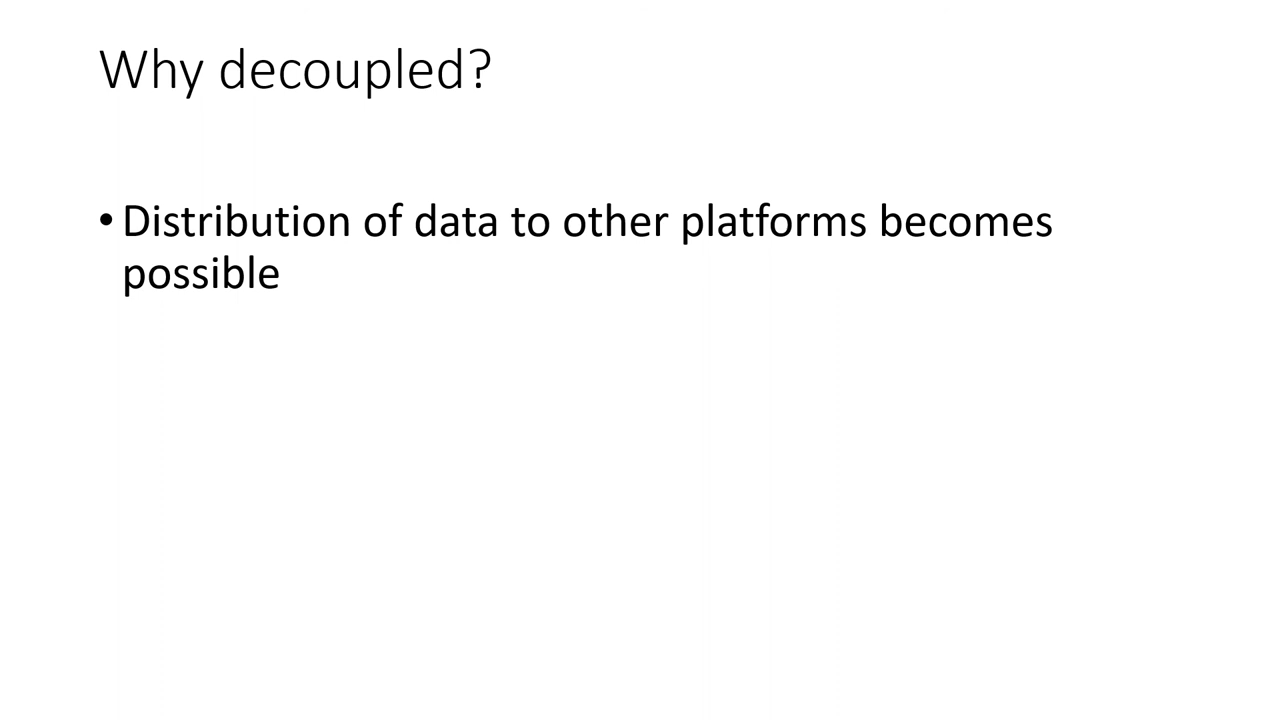 Why decoupled?
• Distribution of data to other platforms becomes
possible